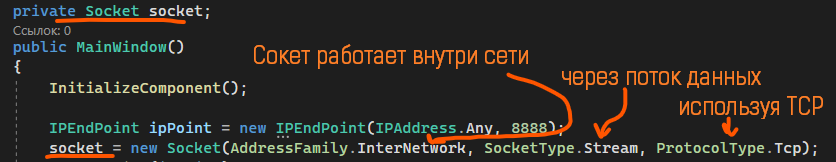 private Socket socket;
Ссылок: 0
public MainWindow()
{
Сокет работает внутри сети
InitializeComponent();
через поток данных
используя TCP
IPEndPoint ipPoint = new IPEndPoint(IPAddress.Any, 8888);
socket = new Socket(AddressFamily.InterNetwork, SocketType.Stream, ProtocolType.Tcp);